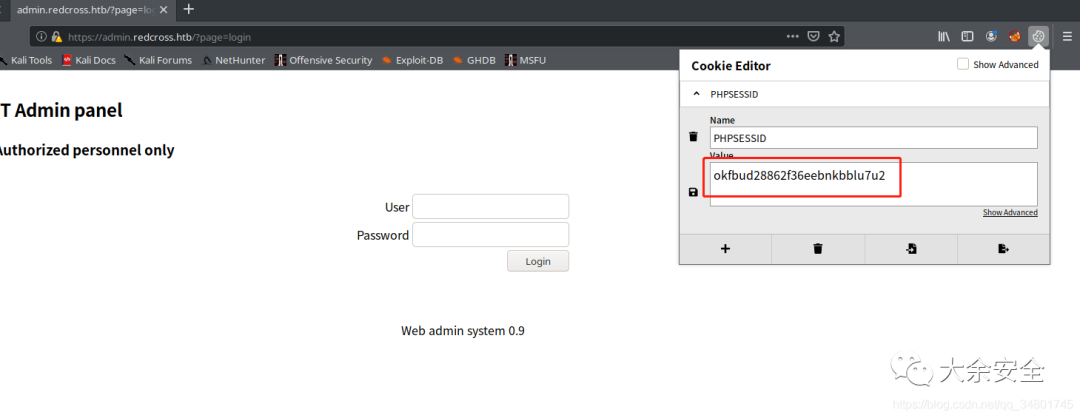 admin.redcross.htb/?page=lo
https://admin.redcross.htb/?page=login
Kali Tools Kali Docs Kali Forums NetHunter Offensive Security Exploit-DB GHDB MSFU
Cookie Editor Show Advanced
PHPSESSID
Name
PHPSESSID
Value
okfbud28862f36eebnkbblu7u2
Show Advanced
T Admin panel
Authorized personnel only
User
Password
Login
Web admin system 0.9
大余安全
https://blog.csdn.net/qq_34801745